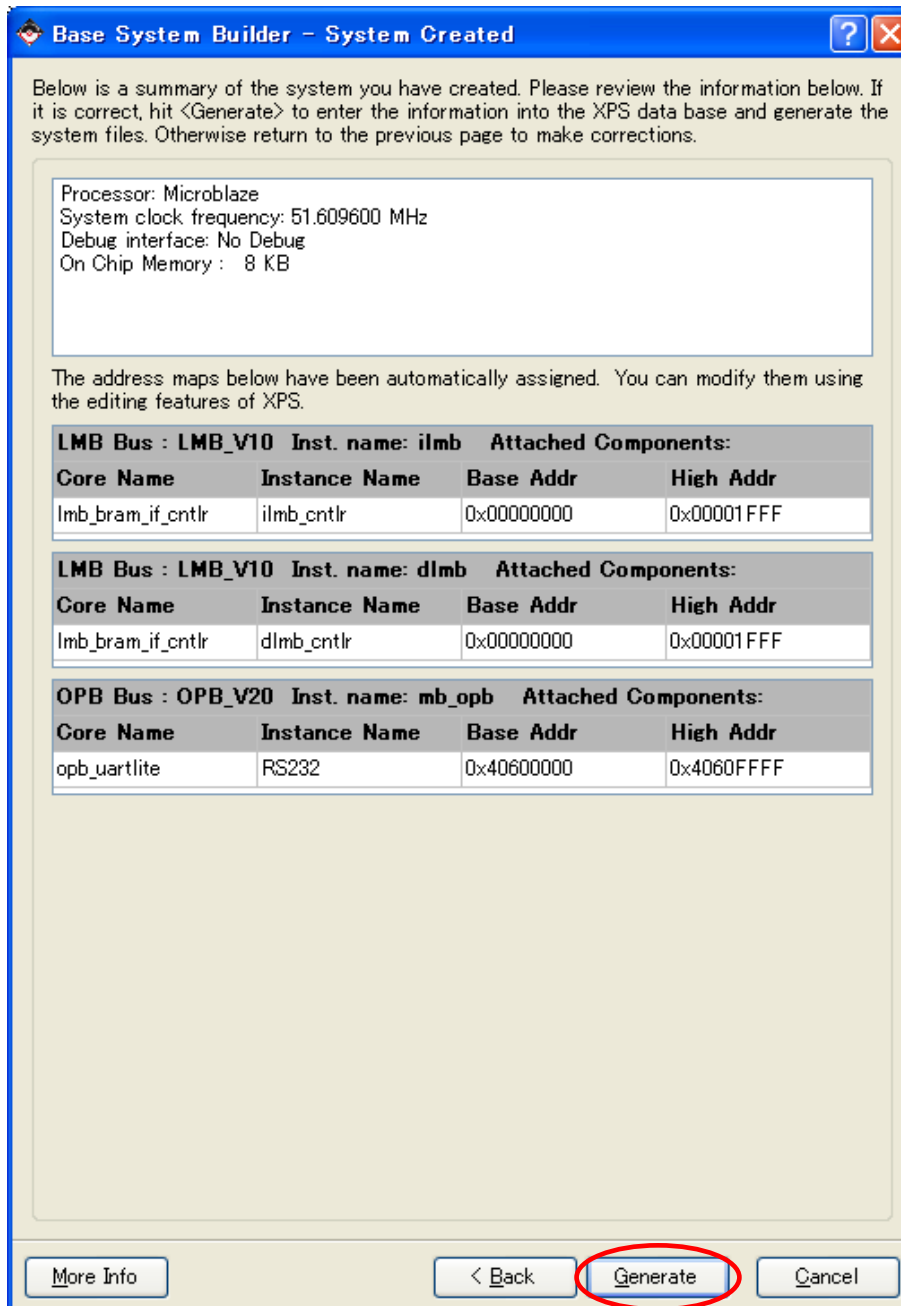 Base System Builder - System Created
Below is a summary of the system you have created. Please review the information below. If
it is correct, hit <Generate> to enter the information into the XPS data base and generate the
system files. Otherwise return to the previous page to make corrections.
Processor: Microblaze
System clock frequency: 51.609600 MHz
Debug interface: No Debug
On Chip Memory : 8 KB
The address maps below have been automatically assigned. You can modify them using
the editing features of XPS.
LMB Bus : LMB_V10 Inst. name: ilmb Attached Components:
Core Name Instance Name Base Addr High Addr
lmb_bram_if_cntlr ilmb_cntlr 0x00000000 0x00001FFF
LMB Bus : LMB_V10 Inst. name: dlmb Attached Components:
Core Name Instance Name Base Addr High Addr
lmb_bram_if_cntlr dlmb_cntlr 0x00000000 0x00001FFF
OPB Bus : OPB_V20 Inst. name: mb_opb Attached Components:
Core Name Instance Name Base Addr High Addr
opb_uartlite RS232 0x40600000 0x4060FFFF
More Info < Back Generate Cancel